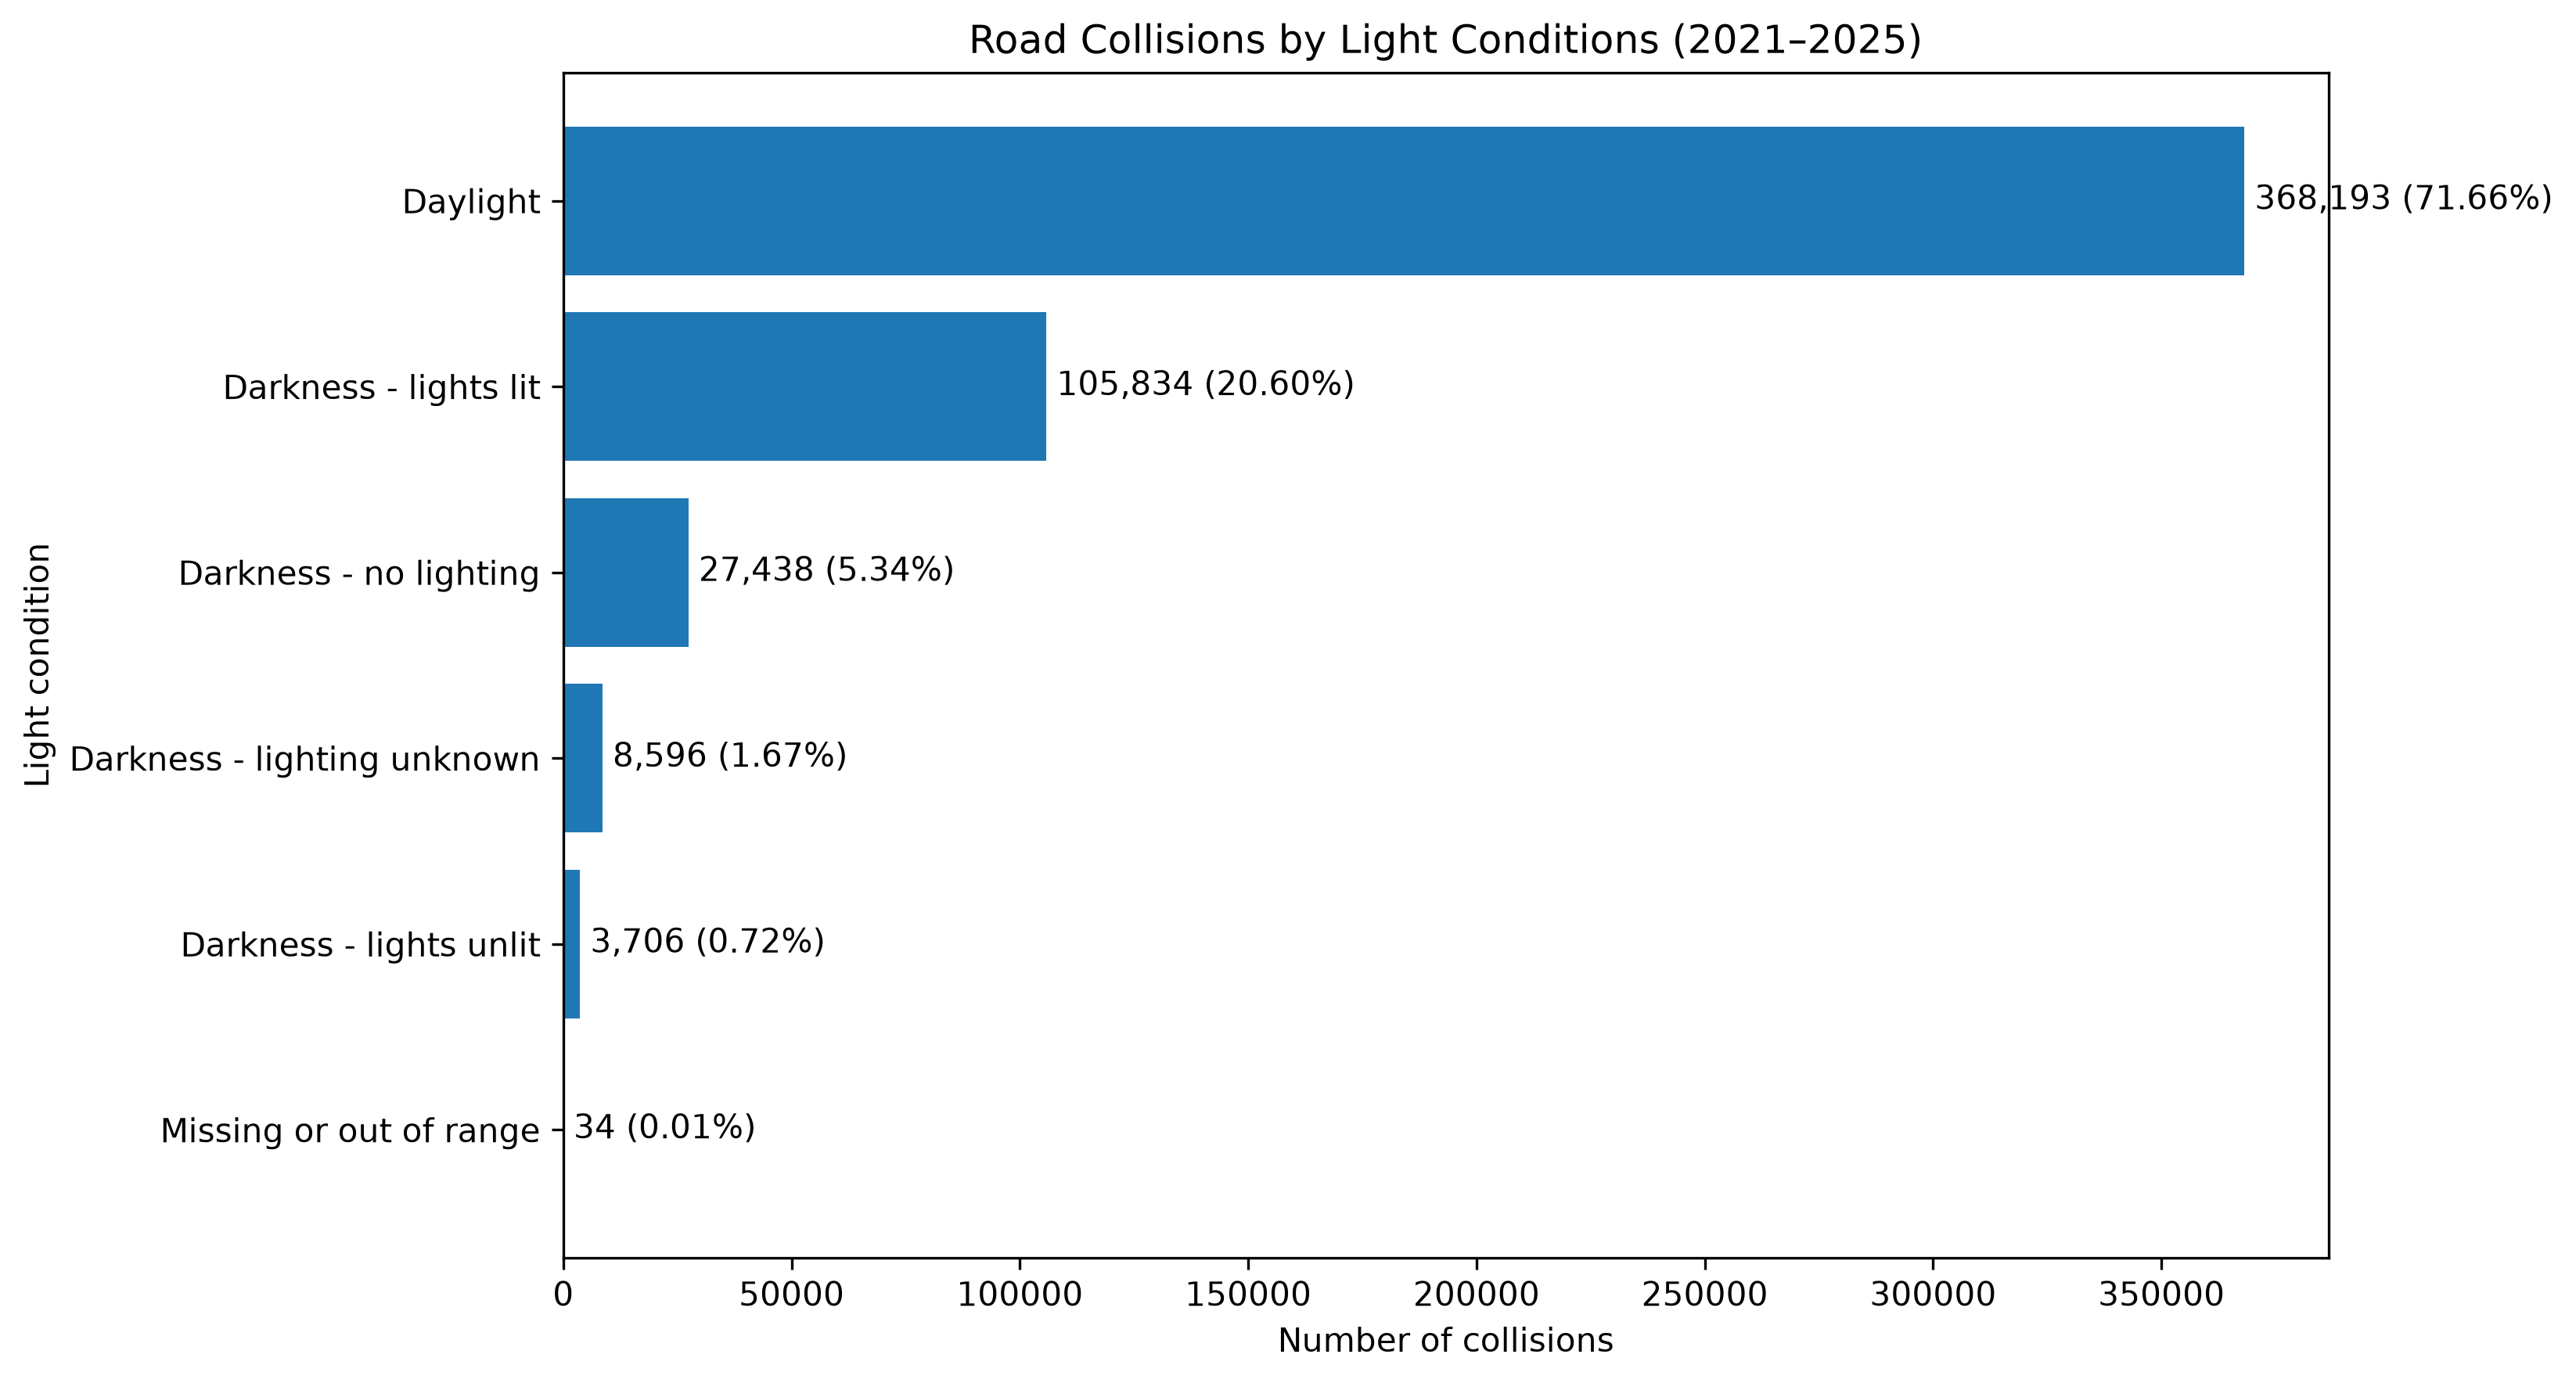 Road Collisions by Light Conditions (2021–2025)
Light condition
Daylight
368,193 (71.66%)
Darkness - lights lit
105,834 (20.60%)
Darkness - no lighting
27,438 (5.34%)
Darkness - lighting unknown
8,596 (1.67%)
Darkness - lights unlit
3,706 (0.72%)
Missing or out of range
34 (0.01%)
0 50000 100000 150000 200000 250000 300000 350000
Number of collisions